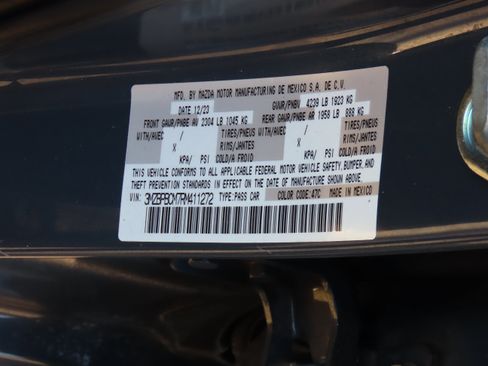 MFD. BY MAZDA MOTOR MANUFACTURING DE MEXICO S.A. DE C.V.
DATE 12/23 GVWR/PNBV 4239 LB 1923 KG
FRONT GAWR/PNBE AV 2304 LB 1045 KG REAR GAWR/PNBE AR 1958 LB 888 KG
WITH/AVEC / TIRES/PNEUS WITH/AVEC / TIRES/PNEUS
X RIMS/JANTES X RIMS/JANTES
KPA/ PSI COLD/A FROID KPA/ PSI COLD/A FROID
THIS VEHICLE CONFORMS TO ALL APPLICABLE FEDERAL MOTOR VEHICLE SAFETY, BUMPER, AND
THEFT PREVENTION STANDARDS IN EFFECT ON THE DATE OF MANUFACTURE SHOWN ABOVE.
VIN: 3MZBPBCM7RM411272 TYPE:PASS CAR COLOR CODE:47C MADE IN MEXICO